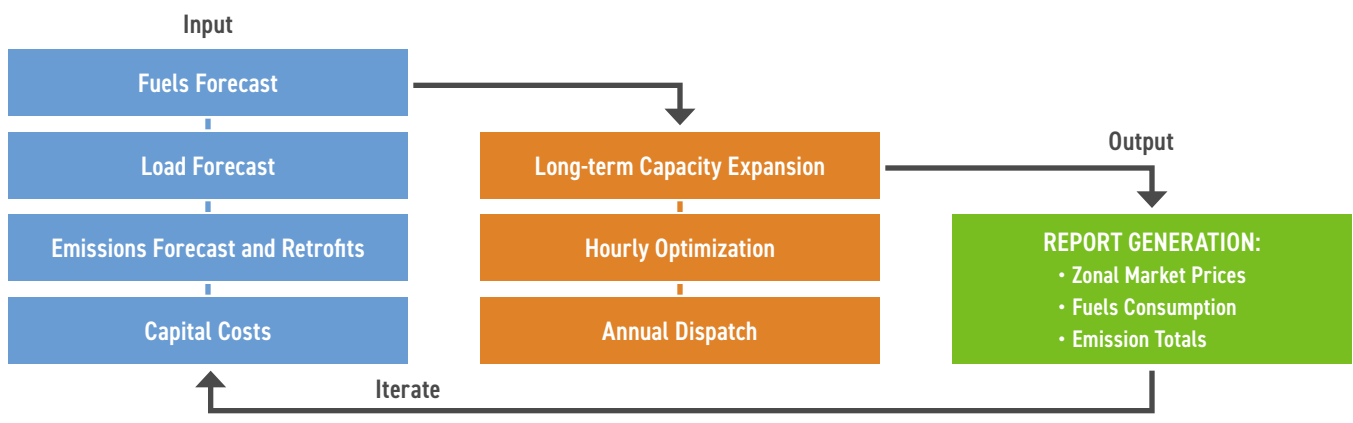 Input
Fuels Forecast
Load Forecast
Emissions Forecast and Retrofits
Capital Costs
Long-term Capacity Expansion
Hourly Optimization
Annual Dispatch
Output
REPORT GENERATION:
• Zonal Market Prices
• Fuels Consumption
• Emission Totals
Iterate